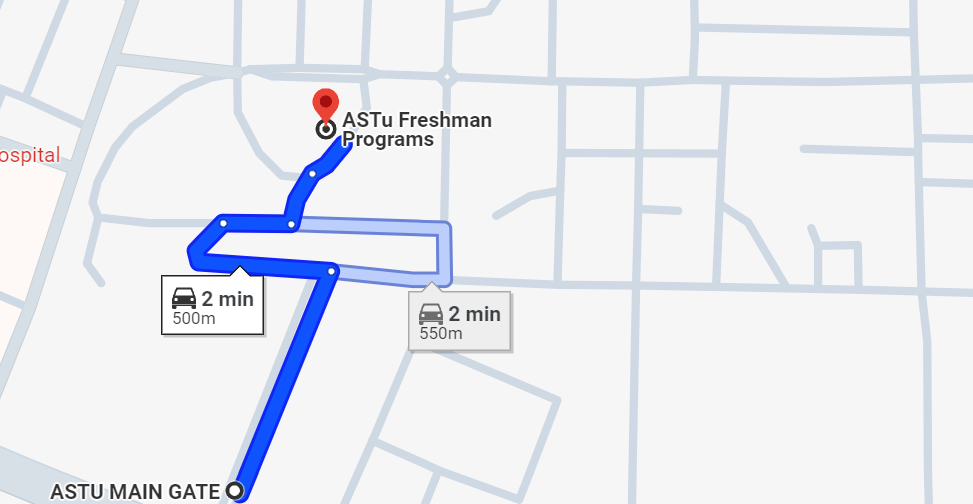 ASTu Freshman
Programs
ospital
2 min
500m
2 min
550m
ASTU MAIN GATE